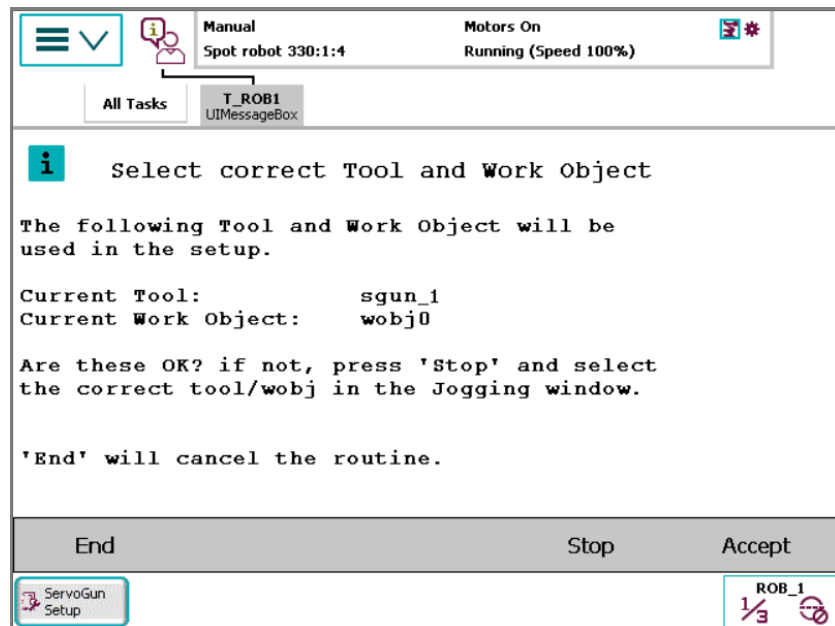 Manual
Motors On
Spot robot 330:1:4
Running (Speed 100%)
All Tasks
T_ROB1
UIMessageBox
i
Select correct Tool and Work Object
The following Tool and Work Object will be
used in the setup.
Current Tool: sgun_1
Current Work Object: wobj0
Are these OK? if not, press 'Stop' and select
the correct tool/wobj in the Jogging window.
'End' will cancel the routine.
End
Stop
Accept
ServoGun
Setup
ROB_1
1/3